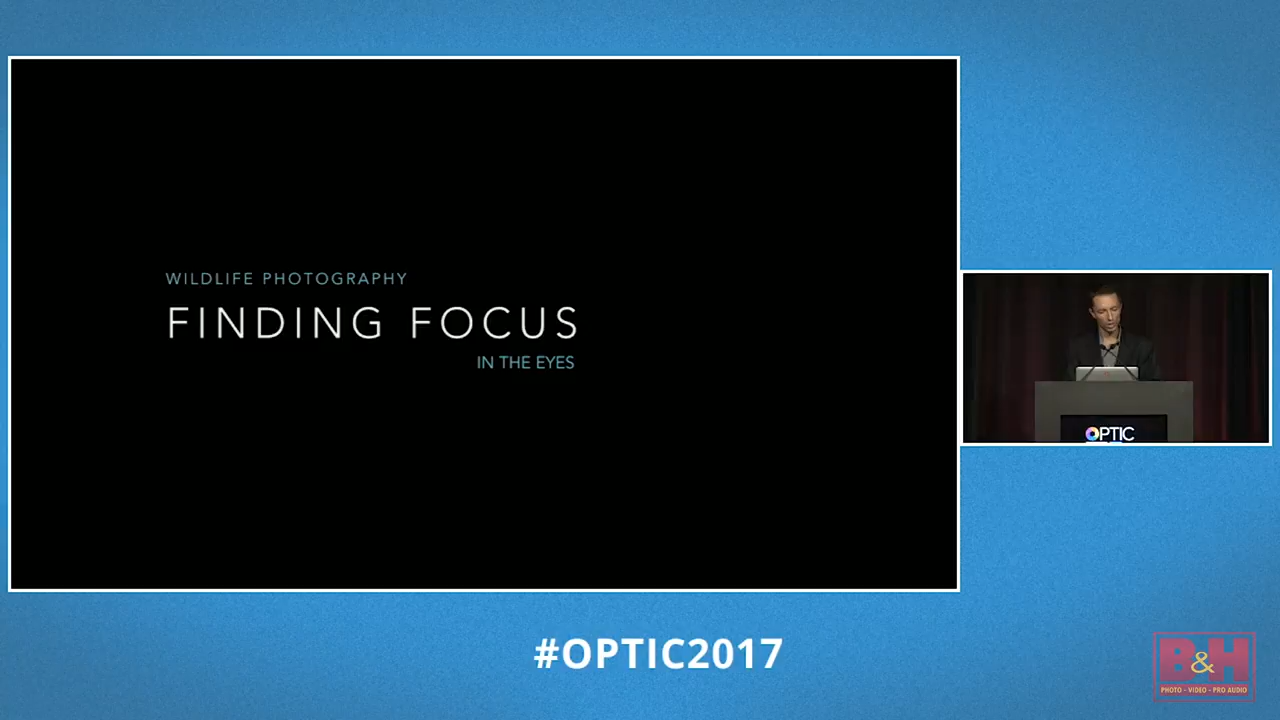 WILDLIFE PHOTOGRAPHY
FINDING FOCUS
IN THE EYES
OPTIC
#OPTIC2017
B&H
PHOTO - VIDEO - PRO AUDIO